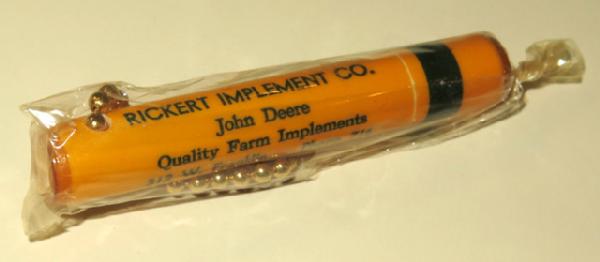 RICKERT IMPLEMENT CO.
John Deere
Quality Farm Implements
W.